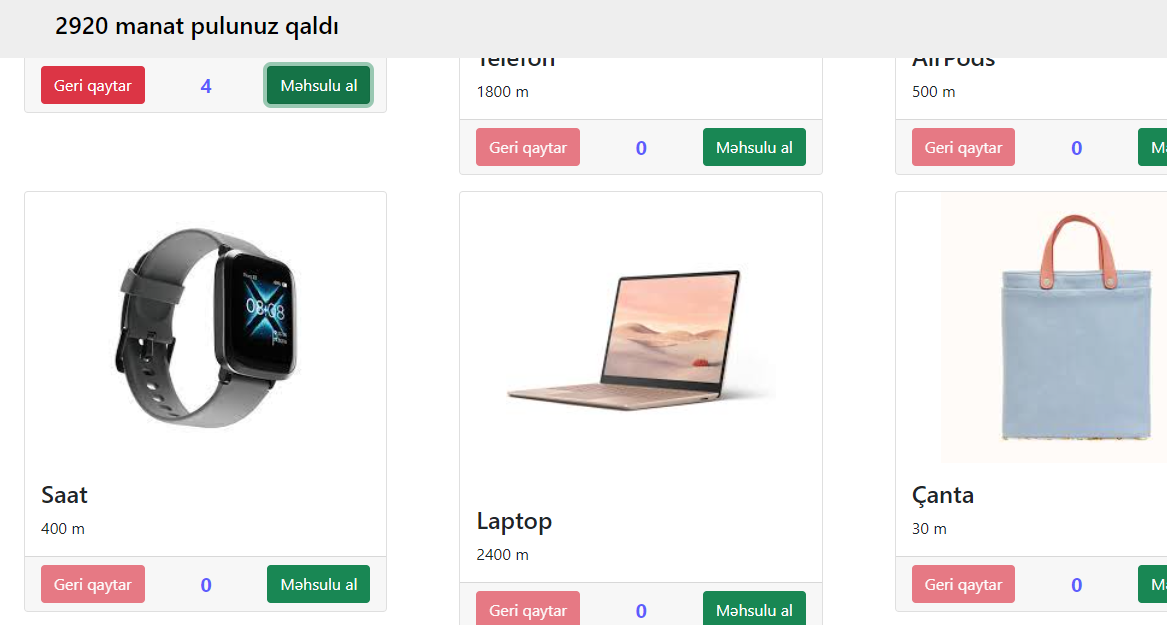 2920 manat pulunuz qaldı
Geri qaytar 4 Məhsulu al
Telefon
1800 m
Geri qaytar 0 Məhsulu al
AirPods
500 m
Geri qaytar 0
08:08
Saat
400 m
Geri qaytar 0 Məhsulu al
Laptop
2400 m
Geri qaytar 0 Məhsulu al
Çanta
30 m
Geri qaytar 0